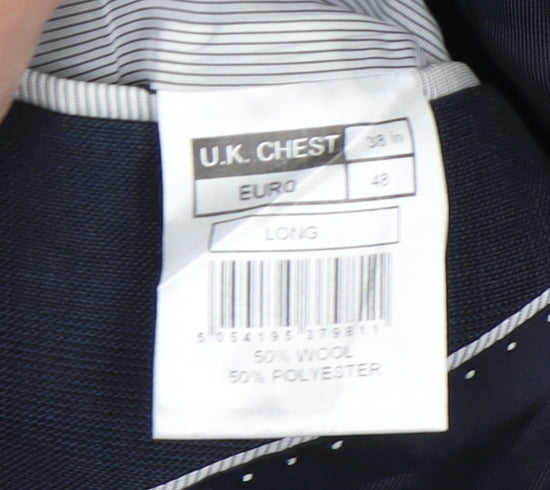 U.K. CHEST 38 in
EURO 48
LONG
5 054195 379811
50% WOOL
50% POLYESTER